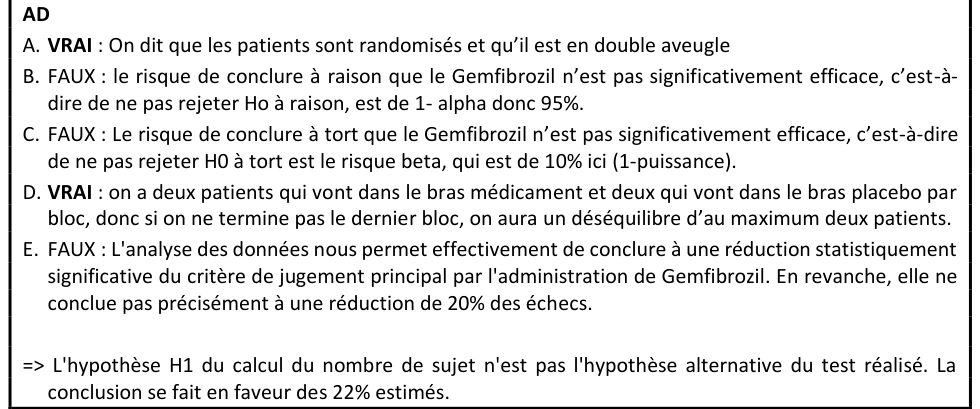 AD
A. VRAI : On dit que les patients sont randomisés et qu’il est en double aveugle
B. FAUX : le risque de conclure à raison que le Gemfibrozil n’est pas significativement efficace, c’est-à-
dire de ne pas rejeter Ho à raison, est de 1- alpha donc 95%.
C. FAUX : Le risque de conclure à tort que le Gemfibrozil n’est pas significativement efficace, c’est-à-dire
de ne pas rejeter H0 à tort est le risque beta, qui est de 10% ici (1-puissance).
D. VRAI : on a deux patients qui vont dans le bras médicament et deux qui vont dans le bras placebo par
bloc, donc si on ne termine pas le dernier bloc, on aura un déséquilibre d’au maximum deux patients.
E. FAUX : L'analyse des données nous permet effectivement de conclure à une réduction statistiquement
significative du critère de jugement principal par l'administration de Gemfibrozil. En revanche, elle ne
conclue pas précisément à une réduction de 20% des échecs.
=> L'hypothèse H1 du calcul du nombre de sujet n'est pas l'hypothèse alternative du test réalisé. La
conclusion se fait en faveur des 22% estimés.